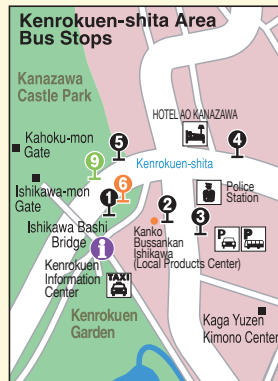 Kenrokuen-shita Area
Bus Stops
Kanazawa
Castle Park
HOTEL AO KANAZAWA
Kahoku-mon
Gate
5
4
9
Kenrokuen-shita
Ishikawa-mon
Gate
6
Police
Station
1
2
3
P
P
Ishikawa Bashi
Bridge
Kanko
Bussankan
Ishikawa
(Local Products Center)
i
Kenrokuen
Information
Center
TAXI
Kenrokuen
Garden
Kaga Yuzen
Kimono Center